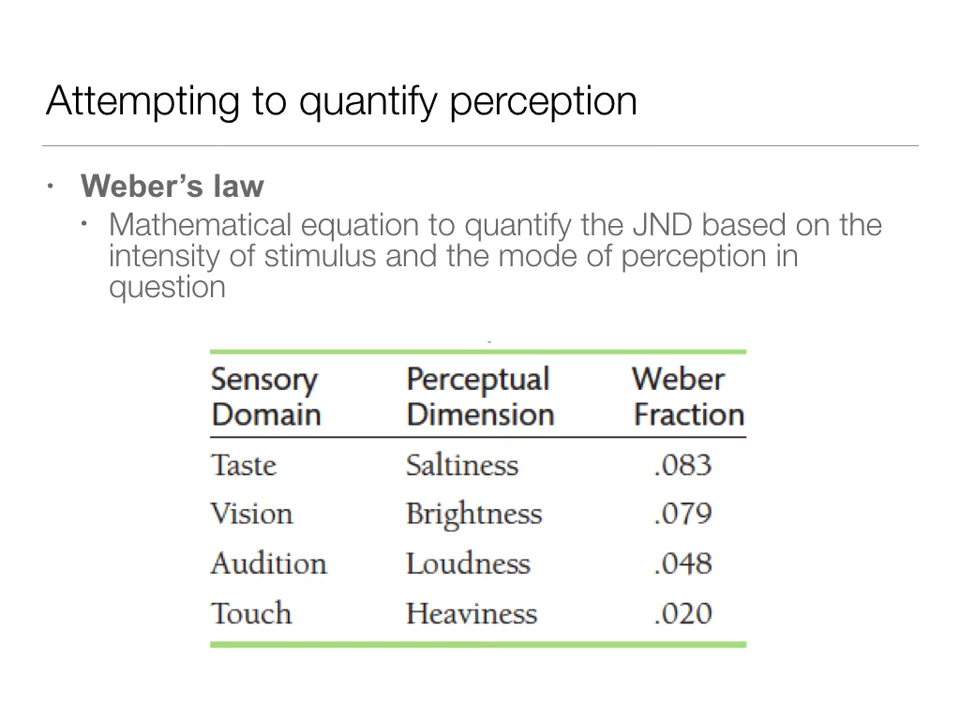 Attempting to quantify perception
• Weber’s law
• Mathematical equation to quantify the JND based on the
intensity of stimulus and the mode of perception in
question
Sensory Domain Perceptual Dimension Weber Fraction
Taste Saltiness .083
Vision Brightness .079
Audition Loudness .048
Touch Heaviness .020